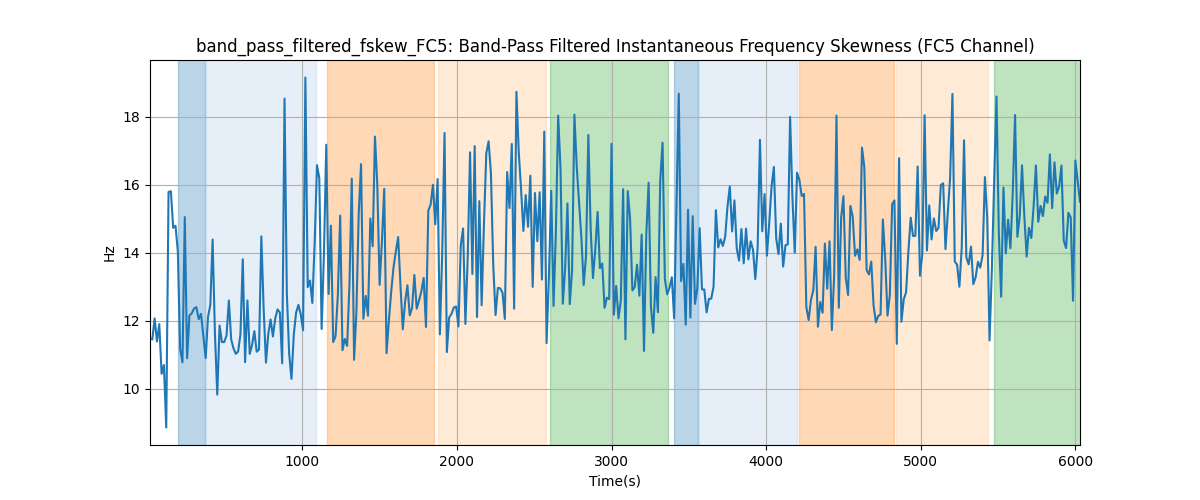 band_pass_filtered_fskew_FC5: Band-Pass Filtered Instantaneous Frequency Skewness (FC5 Channel)
18
16
14
12
10
Hz
1000 2000 3000 4000 5000 6000
Time(s)